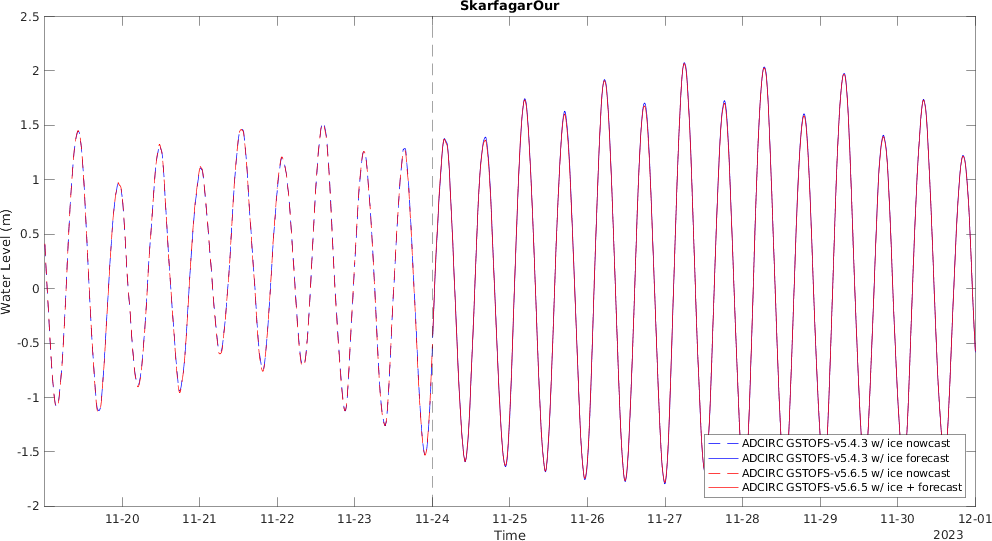 SkarfagarOur
2.5
2
1.5
1
0.5
0
-0.5
-1
-1.5
-2
Water Level (m)
ADCIRC GSTOFS-v5.4.3 w/ ice nowcast
ADCIRC GSTOFS-v5.4.3 w/ ice forecast
ADCIRC GSTOFS-v5.6.5 w/ ice nowcast
ADCIRC GSTOFS-v5.6.5 w/ ice + forecast
11-20 11-21 11-22 11-23 11-24 11-25 11-26 11-27 11-28 11-29 11-30 12-01
Time
2023